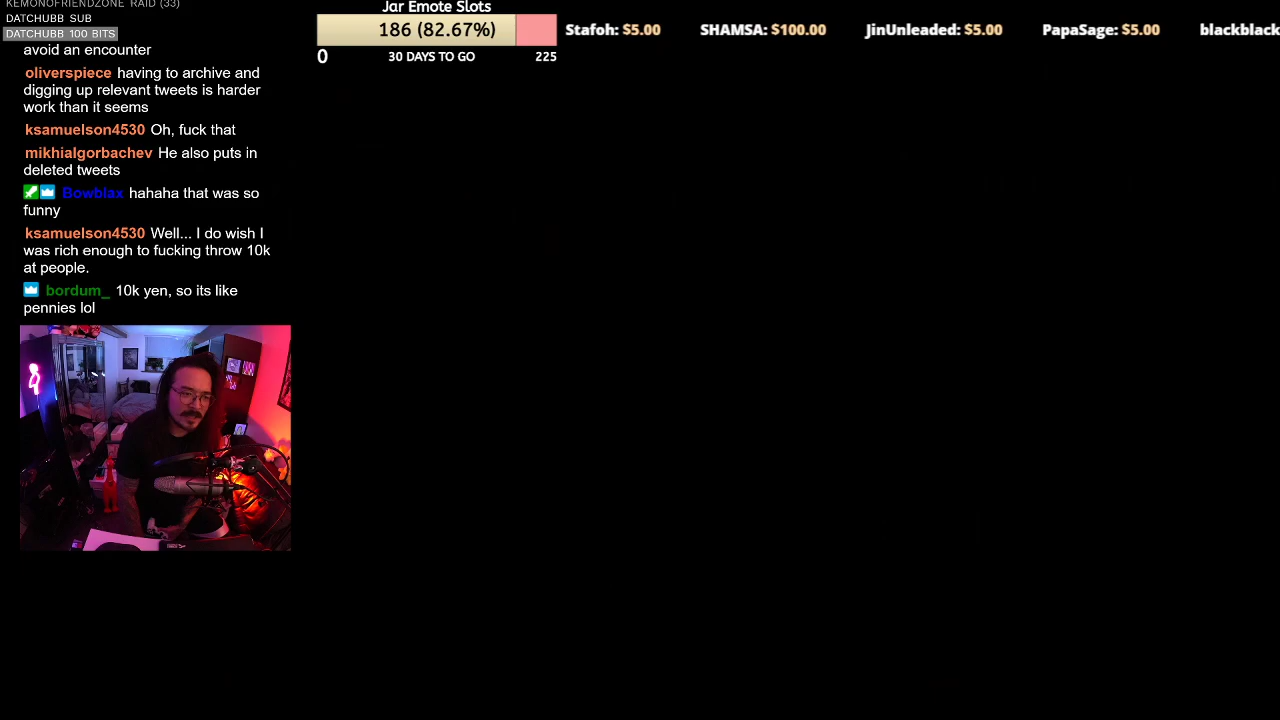 KEMONOFRIENDZONE RAID (33)
DATCHUBB SUB
DATCHUBB 100 BITS
avoid an encounter
oliverspiece having to archive and
digging up relevant tweets is harder
work than it seems
ksamuelson4530 Oh, fuck that
mikhialgorbachev He also puts in
deleted tweets
Bowblax hahaha that was so
funny
ksamuelson4530 Well... I do wish I
was rich enough to fucking throw 10k
at people.
bordum_ 10k yen, so its like
pennies lol
Jar Emote Slots
186 (82.67%)
0 30 DAYS TO GO 225
Stafoh: $5.00 SHAMSA: $100.00 JinUnleaded: $5.00 PapaSage: $5.00 blackblack